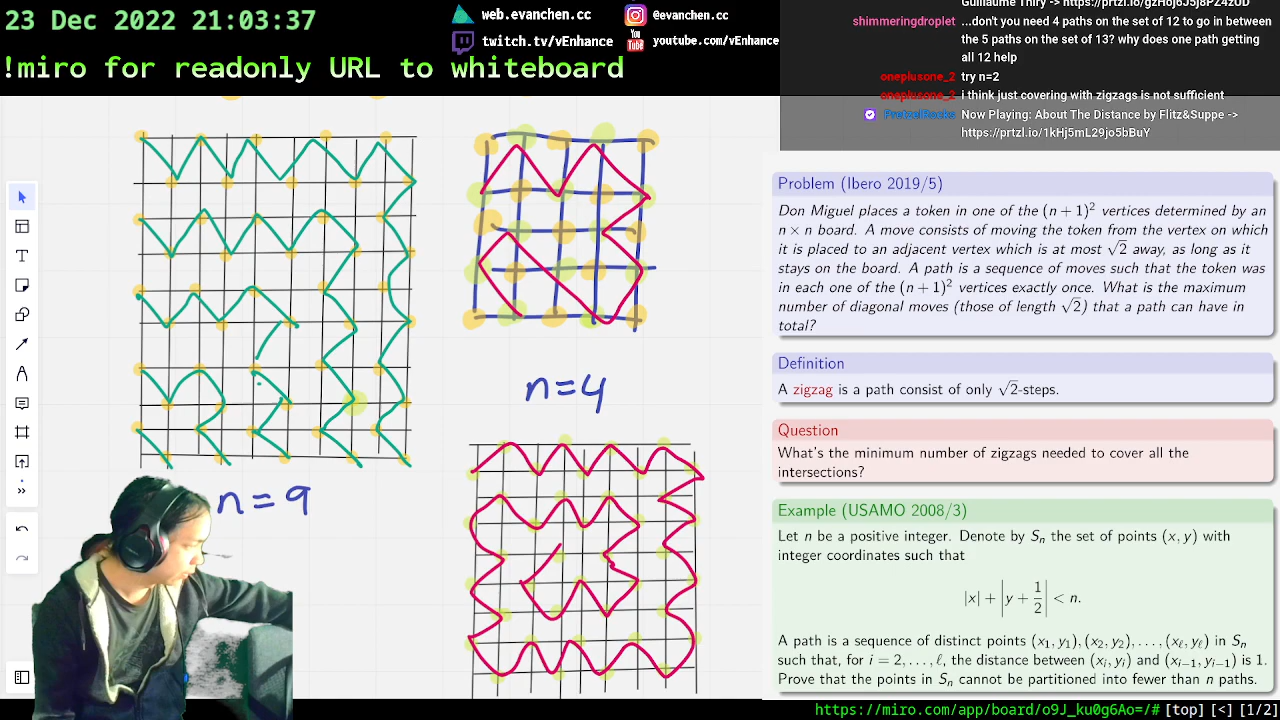 23 Dec 2022 21:03:37
!miro for readonly URL to whiteboard
web.evanchen.cc
@evanchen.cc
twitch.tv/vEnhance
youtube.com/vEnhance
shimmeringdroplet ...don't you need 4 paths on the set of 12 to go in between
the 5 paths on the set of 13? why does one path getting
all 12 help
oneplusone_2 try n=2
oneplusone_2 I think just covering with zigzags is not sufficient
PretzelRocks Now Playing: About The Distance by Flitz&Suppe ->
https://prtzl.io/1kHj5mL29jo5bBuY
n=9
n=4
Problem (Ibero 2019/5)
Don Miguel places a token in one of the (n + 1)² vertices determined by an
n × n board. A move consists of moving the token from the vertex on which
it is placed to an adjacent vertex which is at most √2 away, as long as it
stays on the board. A path is a sequence of moves such that the token was
in each one of the (n + 1)² vertices exactly once. What is the maximum
number of diagonal moves (those of length √2) that a path can have in
total?
Definition
A zigzag is a path consist of only √2-steps.
Question
What's the minimum number of zigzags needed to cover all the
intersections?
Example (USAMO 2008/3)
Let n be a positive integer. Denote by Sₙ the set of points (x, y) with
integer coordinates such that
|x| + |y + 1/2| < n.
A path is a sequence of distinct points (x₁, y₁), (x₂, y₂), . . . , (xℓ, yℓ) in Sₙ
such that, for i = 2, . . . , ℓ, the distance between (xᵢ, yᵢ) and (xᵢ₋₁, yᵢ₋₁) is 1.
Prove that the points in Sₙ cannot be partitioned into fewer than n paths.
https://miro.com/app/board/o9J_ku0g6Ao=/# [top] [<] [1/2]